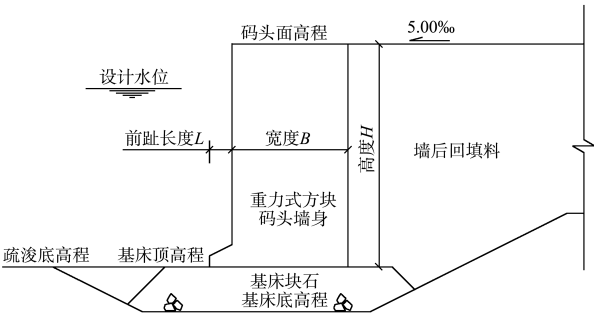 码头面高程
5.00‰
设计水位
前趾长度L
宽度B
高度H
墙后回填料
重力式方块
码头墙身
疏浚底高程
基床顶高程
基床块石
基床底高程